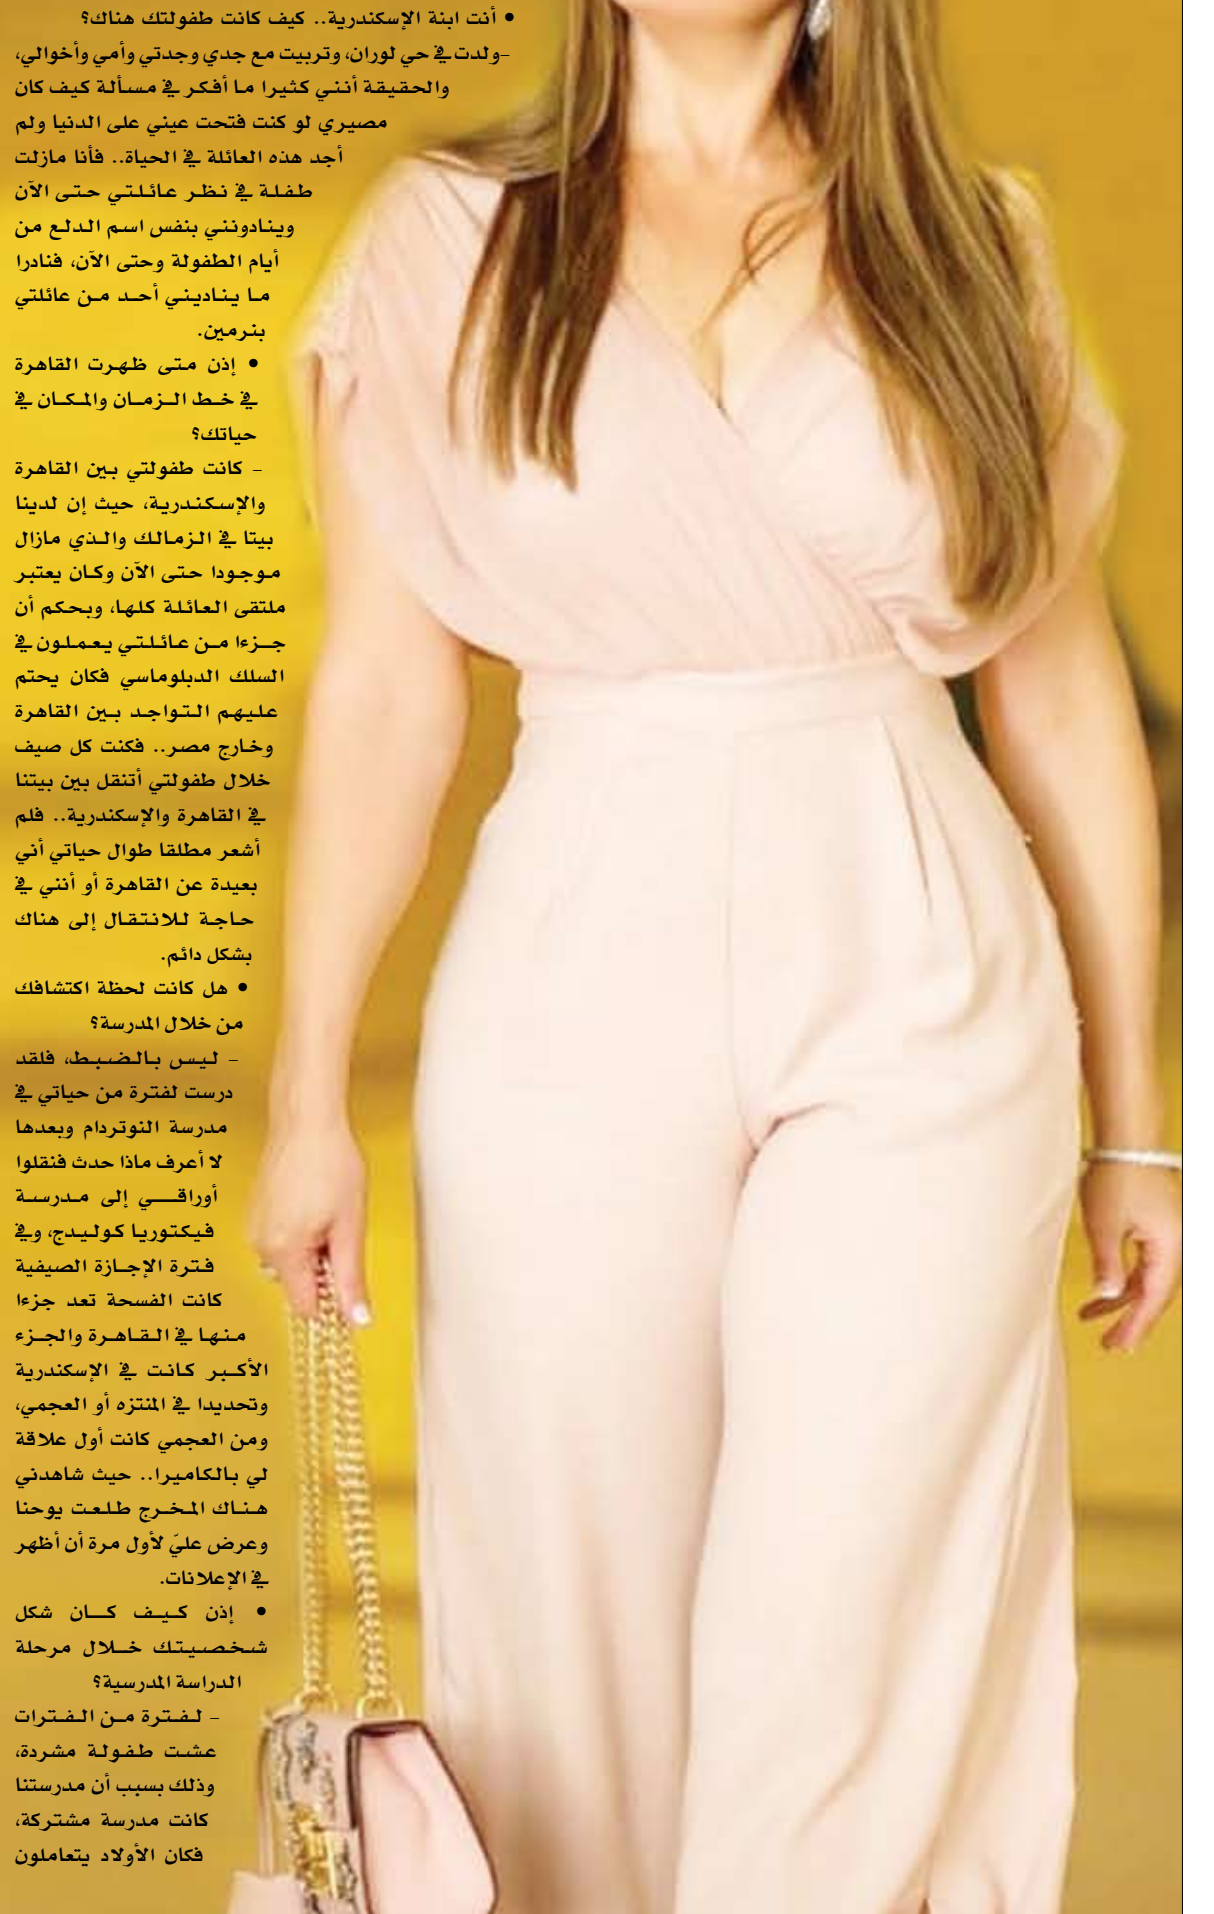 • أنت ابنة الإسكندرية.. كيف كانت طفولتك هناك؟
-ولدت في حي لوران، وتربيت مع جدي وجدتي وأمي وأخوالي،
والحقيقة أنني كثيرا ما أفكر في مسألة كيف كان
مصيري لو كنت فتحت عيني على الدنيا ولم
أجد هذه العائلة في الحياة.. فأنا مازلت
طفلة في نظر عائلتي حتى الآن
وينادونني بنفس اسم الدلع من
أيام الطفولة وحتى الآن، فنادرا
ما يناديني أحد من عائلتي
بنرمين.
• إذن متى ظهرت القاهرة
في خط الزمان والمكان في
حياتك؟
- كانت طفولتي بين القاهرة
والإسكندرية، حيث إن لدينا
بيتا في الزمالك والذي مازال
موجودا حتى الآن وكان يعتبر
ملتقى العائلة كلها، وبحكم أن
جزءا من عائلتي يعملون في
السلك الدبلوماسي فكان يحتم
عليهم التواجد بين القاهرة
وخارج مصر.. فكنت كل صيف
خلال طفولتي أتنقل بين بيتنا
في القاهرة والإسكندرية.. فلم
أشعر مطلقا طوال حياتي أني
بعيدة عن القاهرة أو أنني في
حاجة للانتقال إلى هناك
بشكل دائم.
• هل كانت لحظة اكتشافك
من خلال المدرسة؟
- ليس بالضبط، فلقد
درست لفترة من حياتي في
مدرسة النوتردام وبعدها
لا أعرف ماذا حدث فنقلوا
أوراقي إلى مدرسة
فيكتوريا كوليدج، وفي
فترة الإجازة الصيفية
كانت الفسحة تعد جزءا
منها في القاهرة والجزء
الأكبر كانت في الإسكندرية
وتحديدا في المنتزه أو العجمي،
ومن العجمي كانت أول علاقة
لي بالكاميرا.. حيث شاهدني
هناك المخرج طلعت يوحنا
وعرض عليّ لأول مرة أن أظهر
في الإعلانات.
• إذن كيف كان شكل
شخصيتك خلال مرحلة
الدراسة المدرسية؟
- لفترة من الفترات
عشت طفولة مشردة،
وذلك بسبب أن مدرستنا
كانت مدرسة مشتركة،
فكان الأولاد يتعاملون